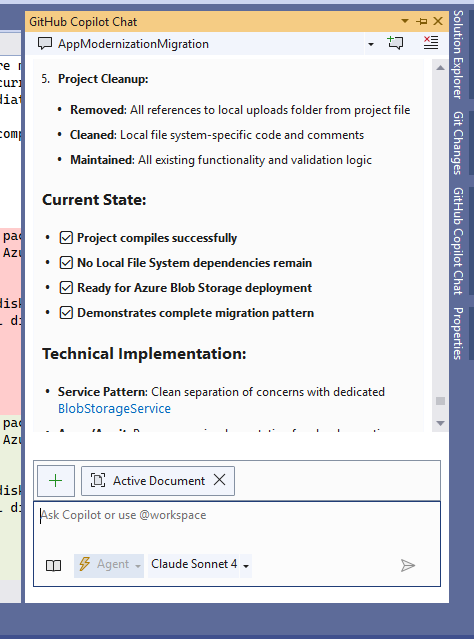 GitHub Copilot Chat
AppModernizationMigration
5. Project Cleanup:
• Removed: All references to local uploads folder from project file
• Cleaned: Local file system-specific code and comments
• Maintained: All existing functionality and validation logic
Current State:
• ☑ Project compiles successfully
• ☑ No Local File System dependencies remain
• ☑ Ready for Azure Blob Storage deployment
• ☑ Demonstrates complete migration pattern
Technical Implementation:
• Service Pattern: Clean separation of concerns with dedicated
BlobStorageService
Active Document
Ask Copilot or use @workspace
Agent
Claude Sonnet 4
Solution Explorer
Git Changes
GitHub Copilot Chat
Properties